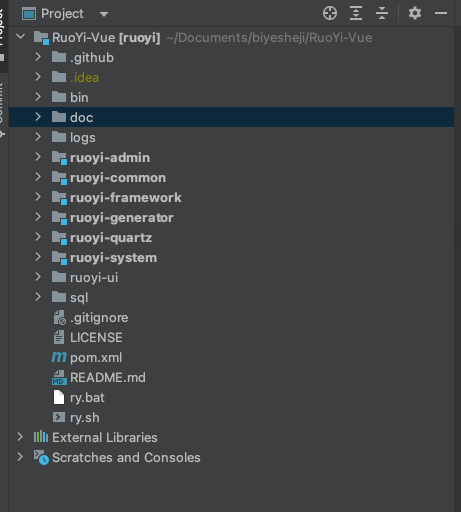 Project
Project
RuoYi-Vue [ruoyi] ~/Documents/biyesheji/RuoYi-Vue
.github
.idea
bin
doc
logs
ruoyi-admin
ruoyi-common
ruoyi-framework
ruoyi-generator
ruoyi-quartz
ruoyi-system
ruoyi-ui
sql
.gitignore
LICENSE
pom.xml
README.md
ry.bat
ry.sh
External Libraries
Scratches and Consoles
Commit